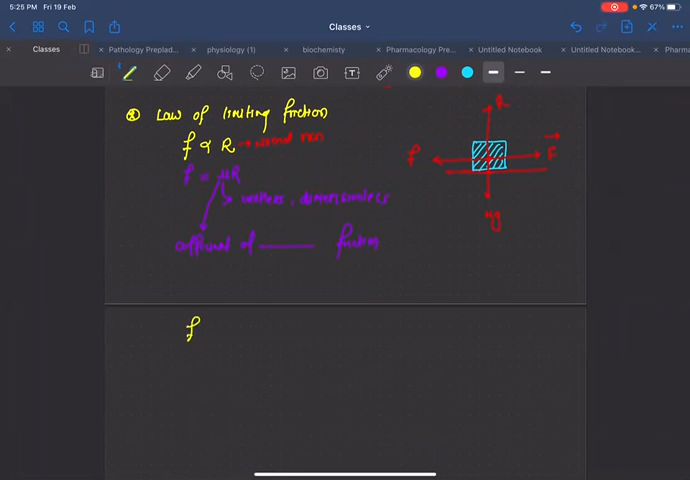 5:25 PM Fri 19 Feb
67%
Classes
Classes
Pathology Preplad...
physiology (1)
biochemisty
Pharmacology Pre...
Untitled Notebook
Untitled Notebook...
Pharma
Law of limiting friction
f ∝ R → normal rxn
f = μR
unitless, dimensionless
coefficient of ——— friction
R
f
F
mg
f